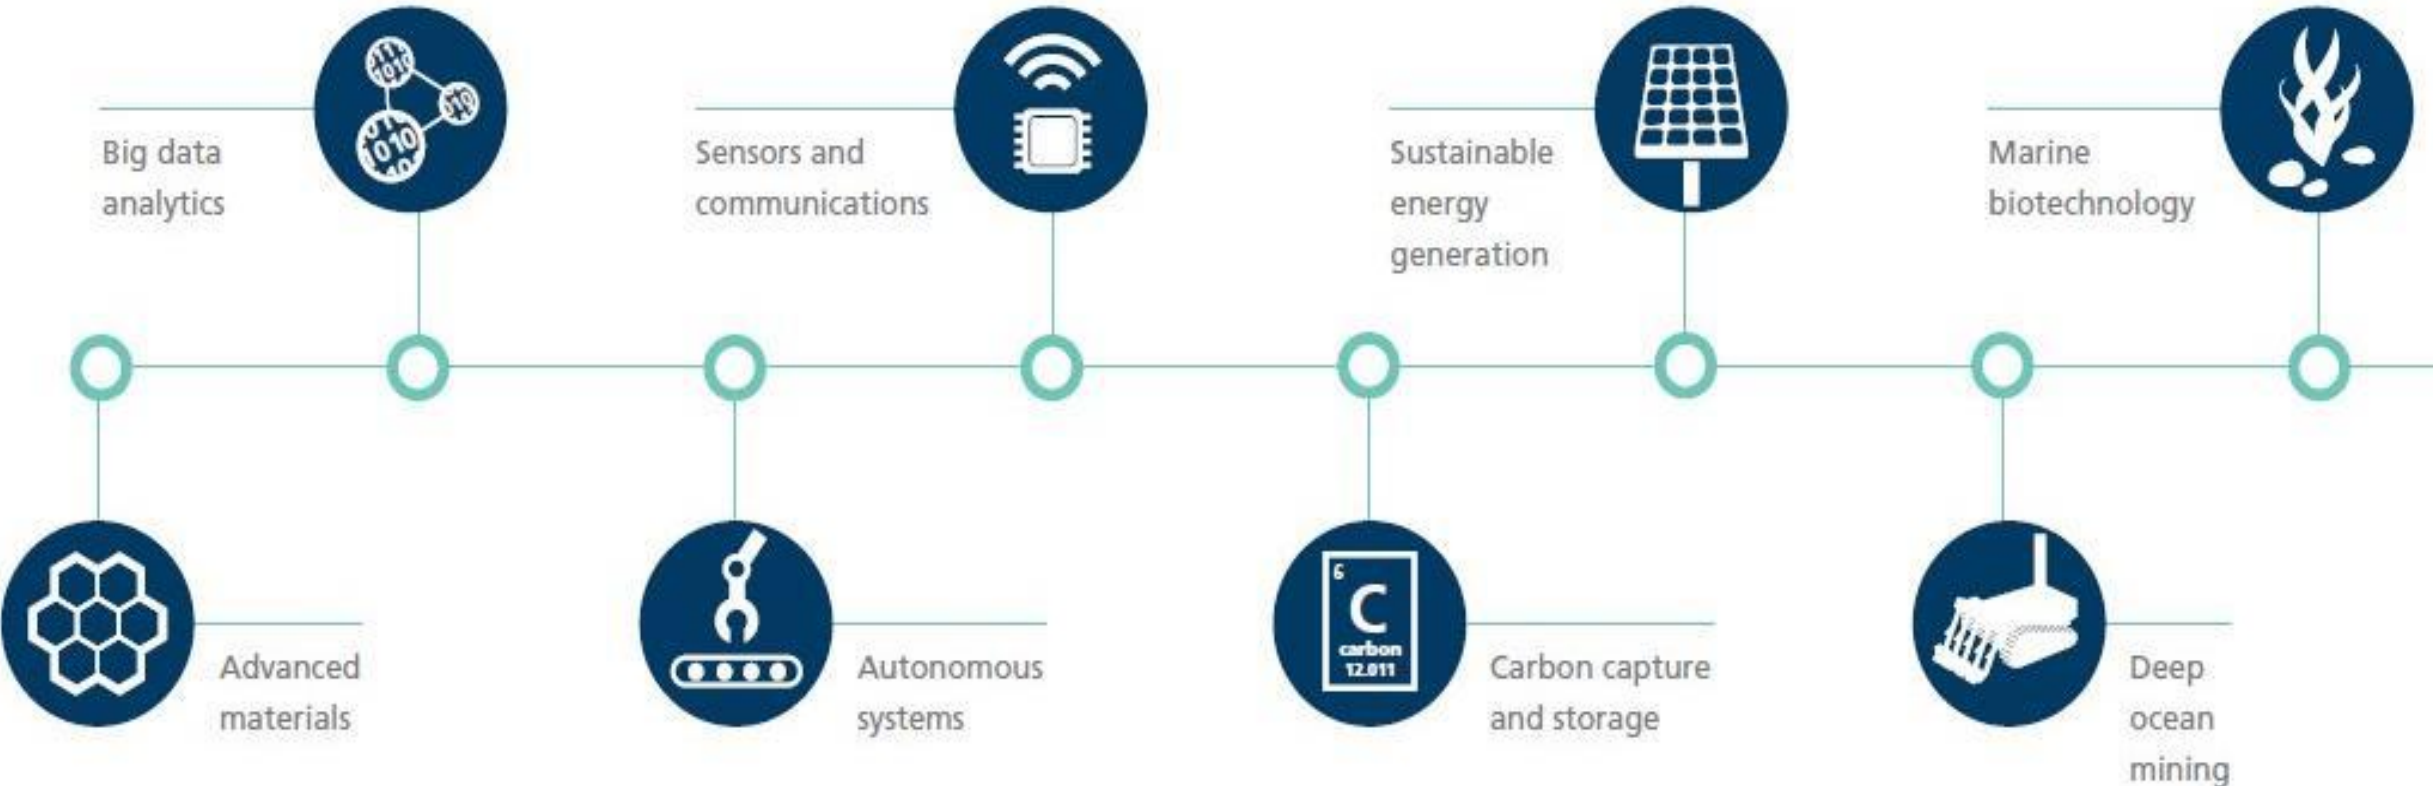 Big data
analytics
Sensors and
communications
Sustainable
energy
generation
Marine
biotechnology
Advanced
materials
Autonomous
systems
6
C
carbon
12.011
Carbon capture
and storage
Deep
ocean
mining